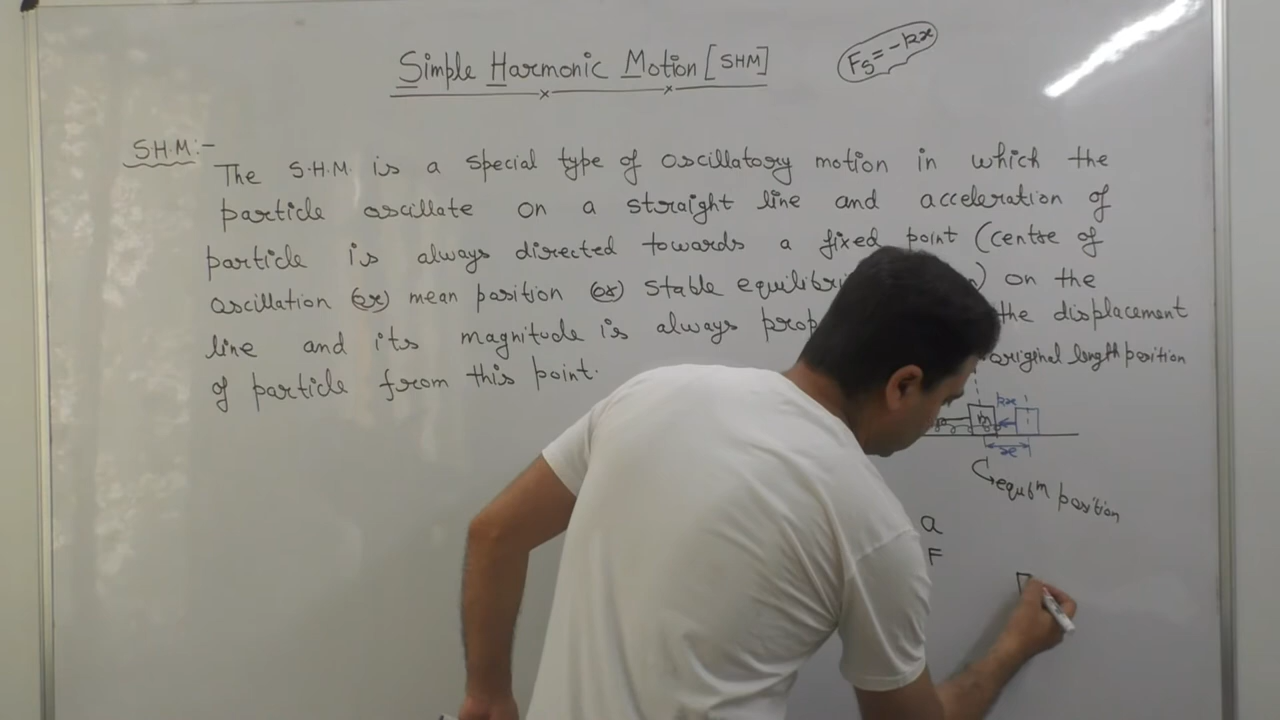 Simple Harmonic Motion [SHM]
Fs = -kx
S.H.M:-
The S.H.M. is a special type of oscillatory motion in which the
particle oscillate on a straight line and acceleration of
particle is always directed towards a fixed point (centre of
oscillation (or) mean position (or) stable equilibri ) on the
line and its magnitude is always prop the displacement
of particle from this point.
original length position
m kx
x
equbm position
a
F